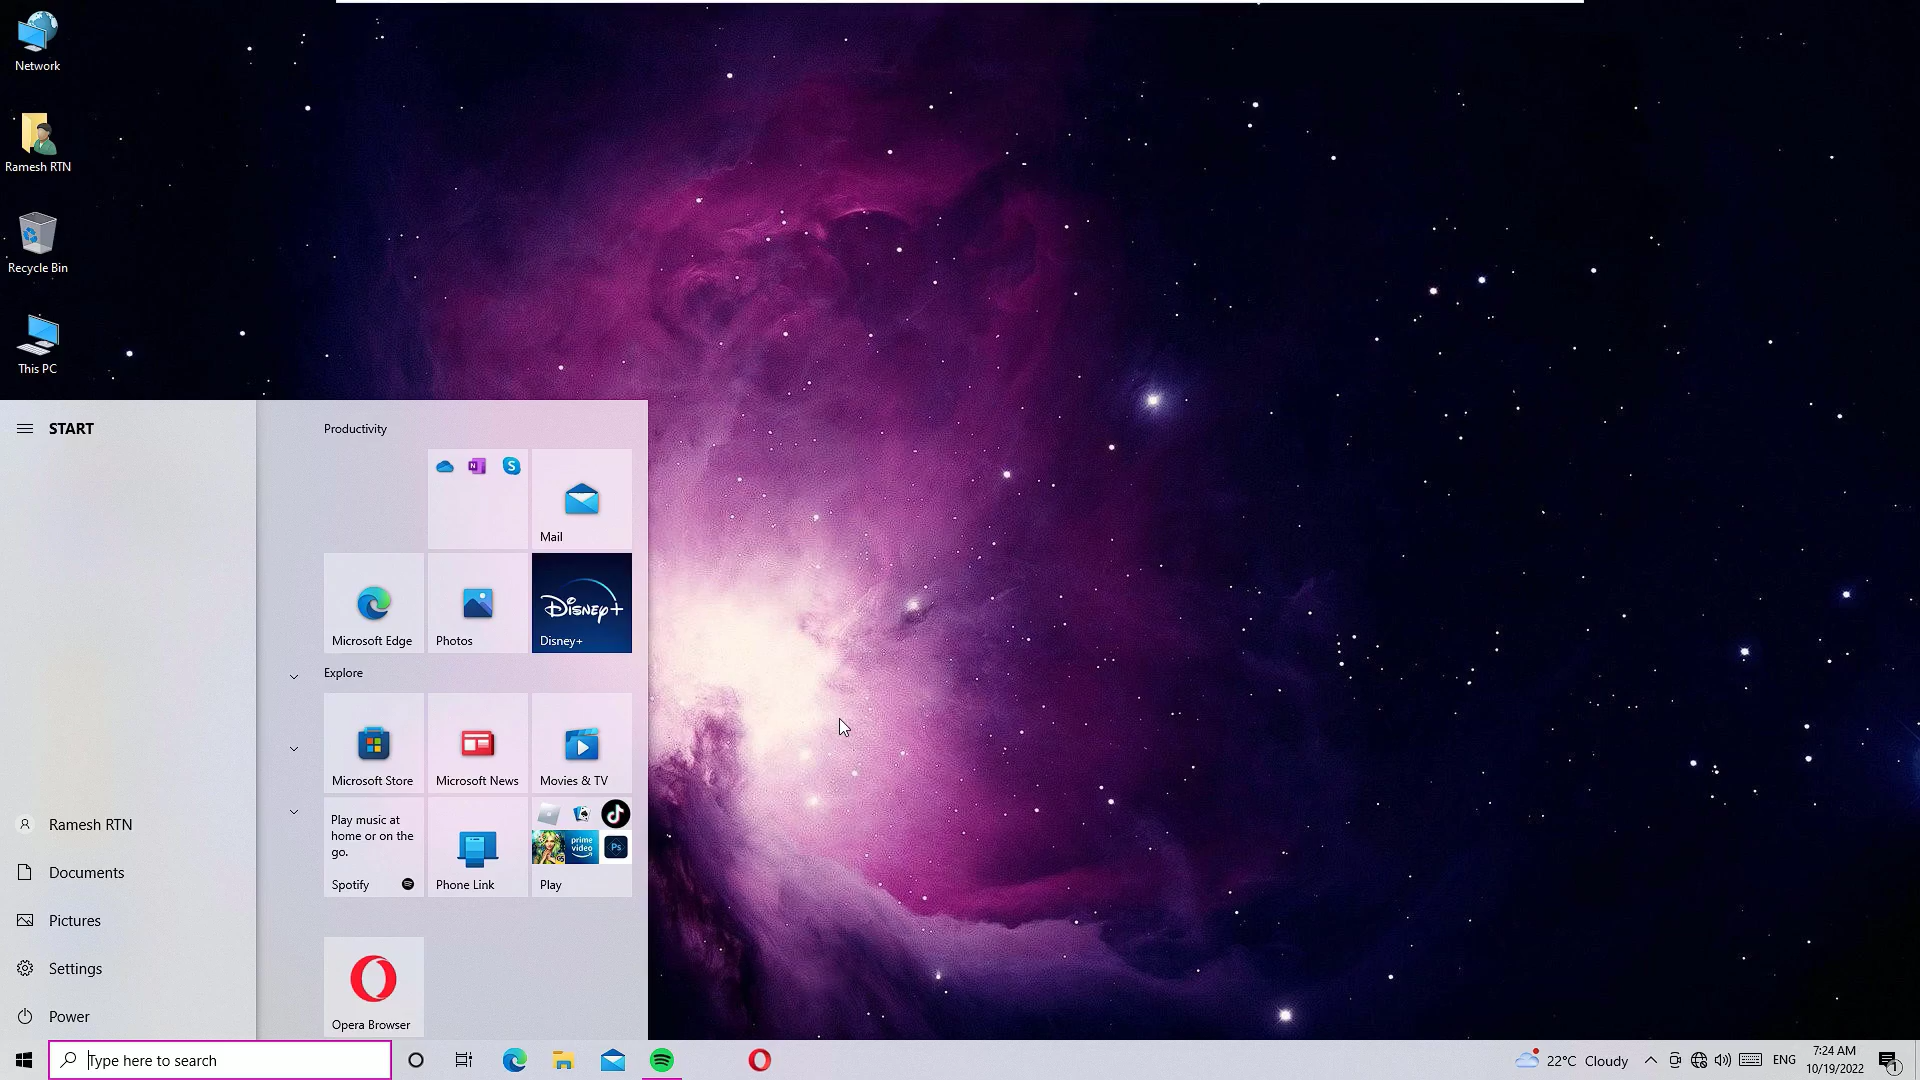 Network
Ramesh RTN
Recycle Bin
This PC
START
Productivity
Mail
Microsoft Edge
Photos
Disney+
Disney+
Explore
Microsoft Store
Microsoft News
Movies & TV
Play music at
home or on the
go.
Spotify
Phone Link
prime
video
Ps
Play
Opera Browser
Ramesh RTN
Documents
Pictures
Settings
Power
Type here to search
22°C Cloudy
ENG
7:24 AM
10/19/2022
1